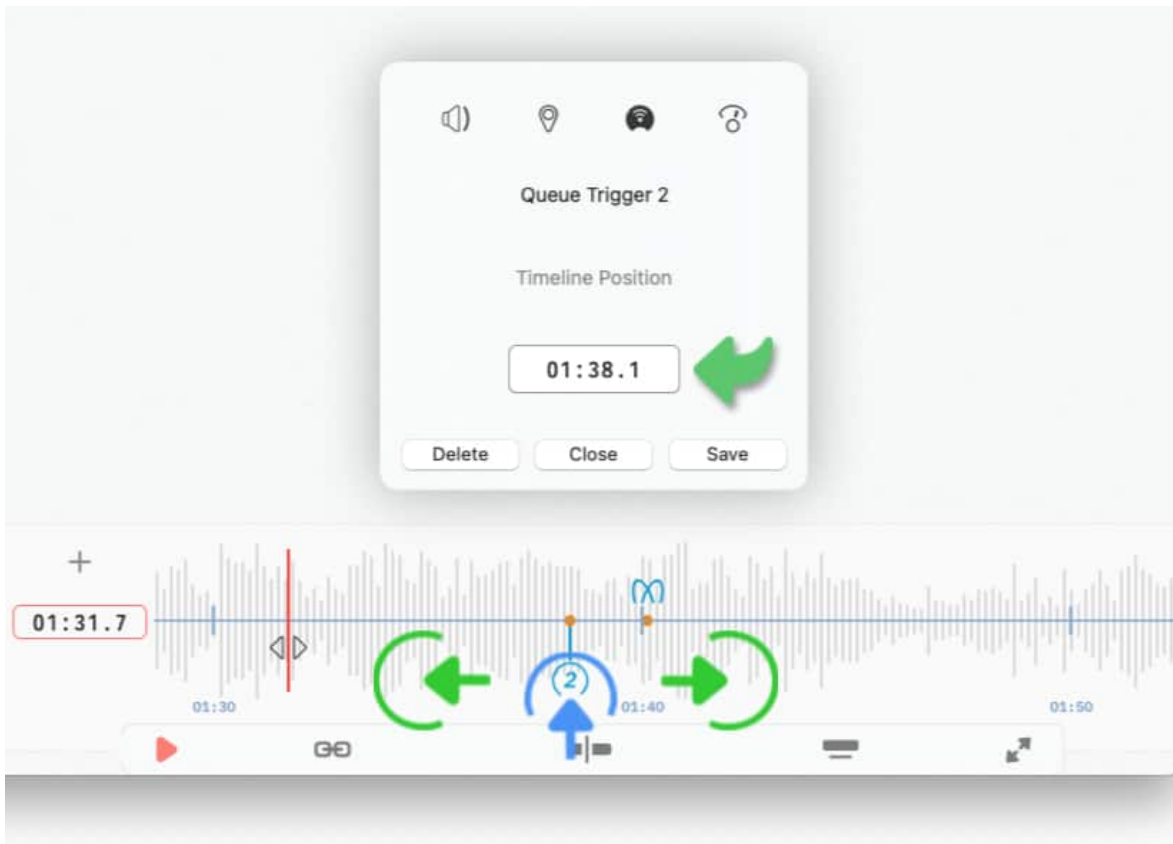 Queue Trigger 2
Timeline Position
01:38.1
Delete Close Save
+
01:31.7
(2)
01:30 01:40 01:50